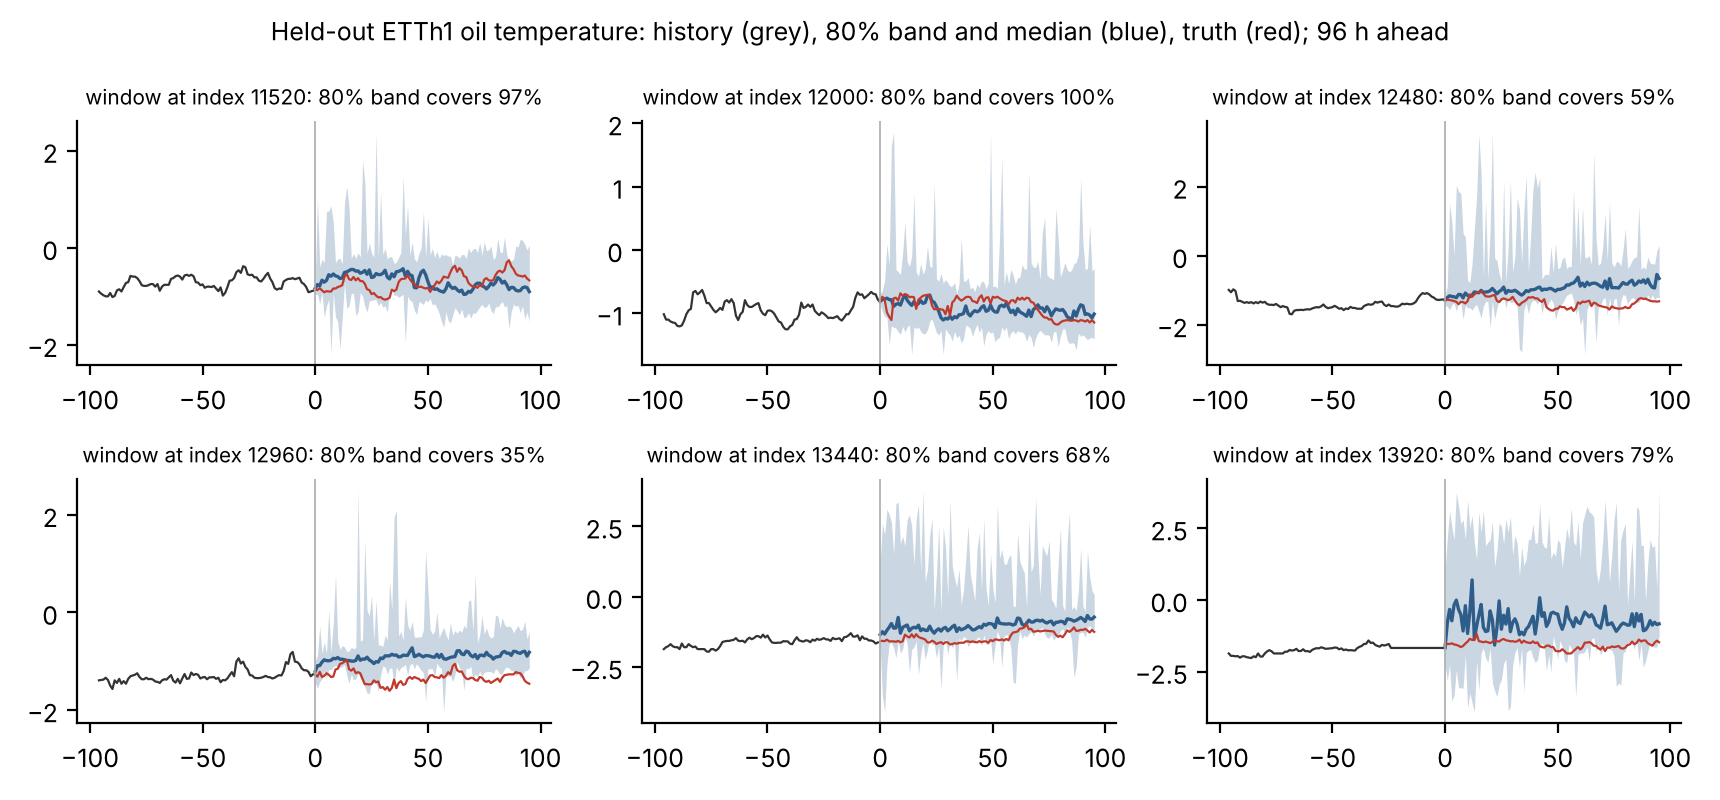 Held-out ETTh1 oil temperature: history (grey), 80% band and median (blue), truth (red); 96 h ahead
window at index 11520: 80% band covers 97%
2
0
−2
−100 −50 0 50 100
window at index 12000: 80% band covers 100%
2
1
0
−1
−100 −50 0 50 100
window at index 12480: 80% band covers 59%
2
0
−2
−100 −50 0 50 100
window at index 12960: 80% band covers 35%
2
0
−2
−100 −50 0 50 100
window at index 13440: 80% band covers 68%
2.5
0.0
−2.5
−100 −50 0 50 100
window at index 13920: 80% band covers 79%
2.5
0.0
−2.5
−100 −50 0 50 100